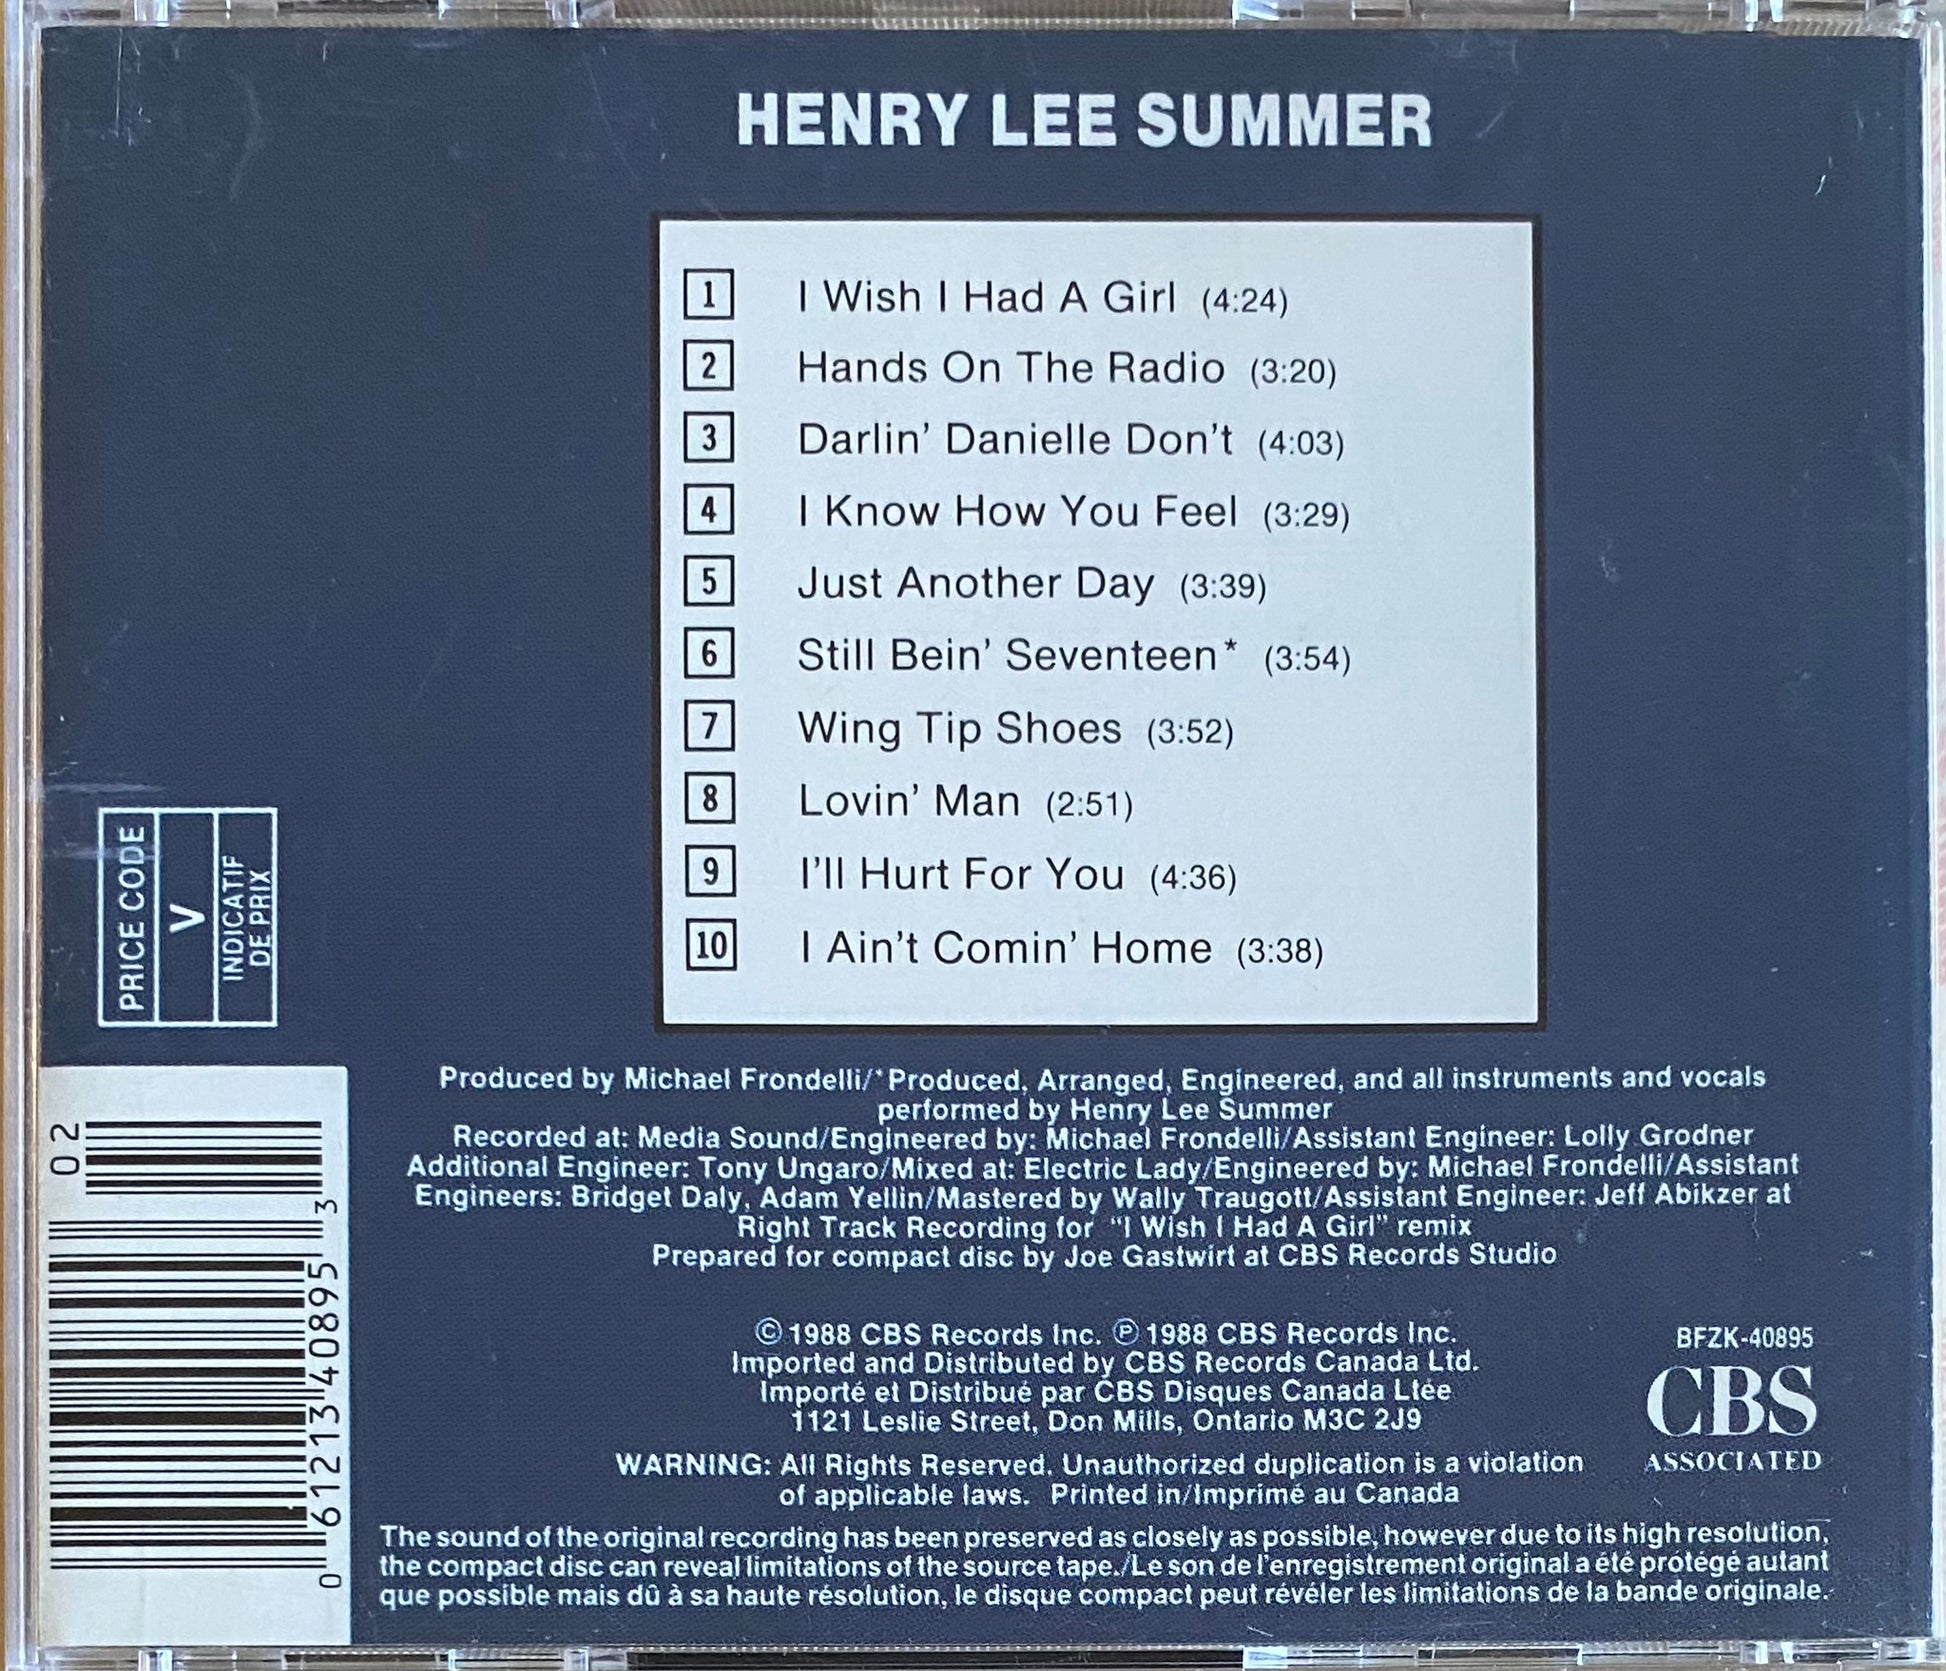 HENRY LEE SUMMER
1 I Wish I Had A Girl (4:24)
2 Hands On The Radio (3:20)
3 Darlin' Danielle Don't (4:03)
4 I Know How You Feel (3:29)
5 Just Another Day (3:39)
6 Still Bein' Seventeen* (3:54)
7 Wing Tip Shoes (3:52)
8 Lovin' Man (2:51)
9 I'll Hurt For You (4:36)
10 I Ain't Comin' Home (3:38)
PRICE CODE
V
INDICATIF
DE PRIX
02
0 61213 40895 3
Produced by Michael Frondelli/*Produced, Arranged, Engineered, and all instruments and vocals
performed by Henry Lee Summer
Recorded at: Media Sound/Engineered by: Michael Frondelli/Assistant Engineer: Lolly Grodner
Additional Engineer: Tony Ungaro/Mixed at: Electric Lady/Engineered by: Michael Frondelli/Assistant
Engineers: Bridget Daly, Adam Yellin/Mastered by Wally Traugott/Assistant Engineer: Jeff Abikzer at
Right Track Recording for "I Wish I Had A Girl" remix
Prepared for compact disc by Joe Gastwirt at CBS Records Studio
© 1988 CBS Records Inc. ℗ 1988 CBS Records Inc.
Imported and Distributed by CBS Records Canada Ltd.
Importé et Distribué par CBS Disques Canada Ltée
1121 Leslie Street, Don Mills, Ontario M3C 2J9
BFZK-40895
CBS
ASSOCIATED
WARNING: All Rights Reserved. Unauthorized duplication is a violation
of applicable laws. Printed in/Imprimé au Canada
The sound of the original recording has been preserved as closely as possible, however due to its high resolution,
the compact disc can reveal limitations of the source tape./Le son de l'enregistrement original a été protégé autant
que possible mais dû à sa haute résolution, le disque compact peut révéler les limitations de la bande originale.